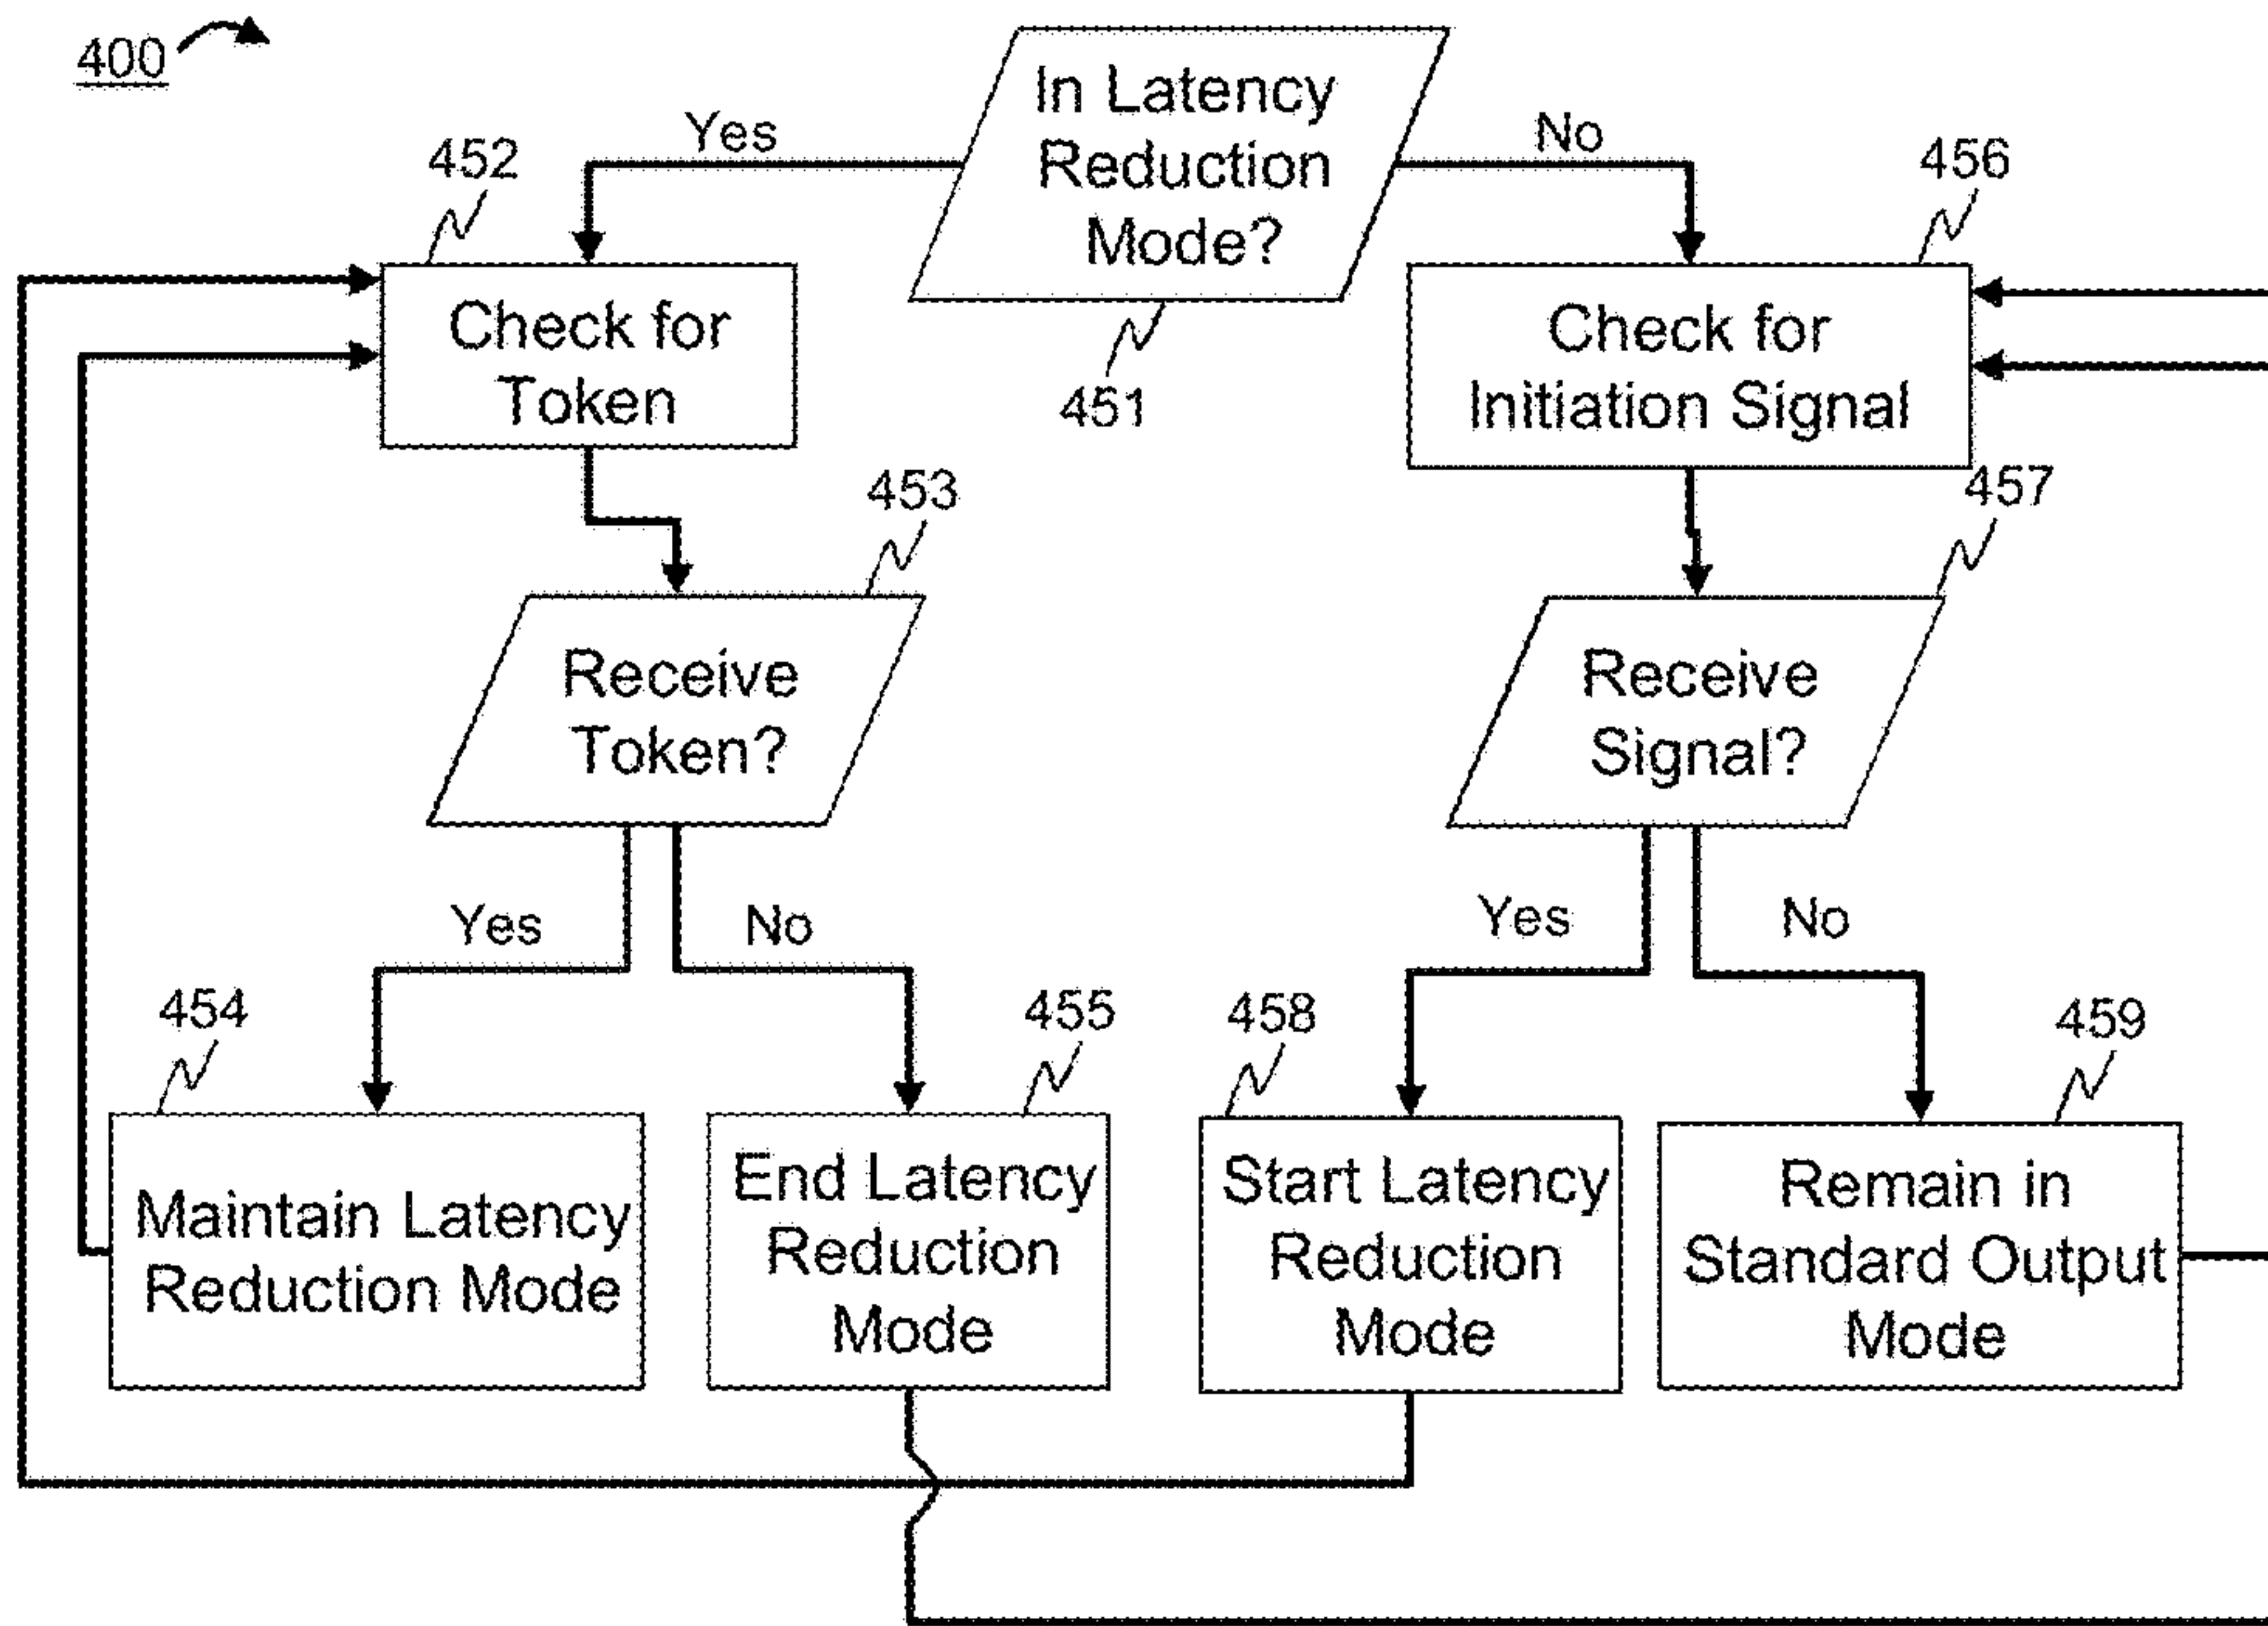 400
In Latency
Reduction
Mode?
451
Yes
No
452
Check for
Token
456
Check for
Initiation Signal
453
Receive
Token?
457
Receive
Signal?
Yes
No
Yes
No
454
Maintain Latency
Reduction Mode
455
End Latency
Reduction
Mode
458
Start Latency
Reduction
Mode
459
Remain in
Standard Output
Mode